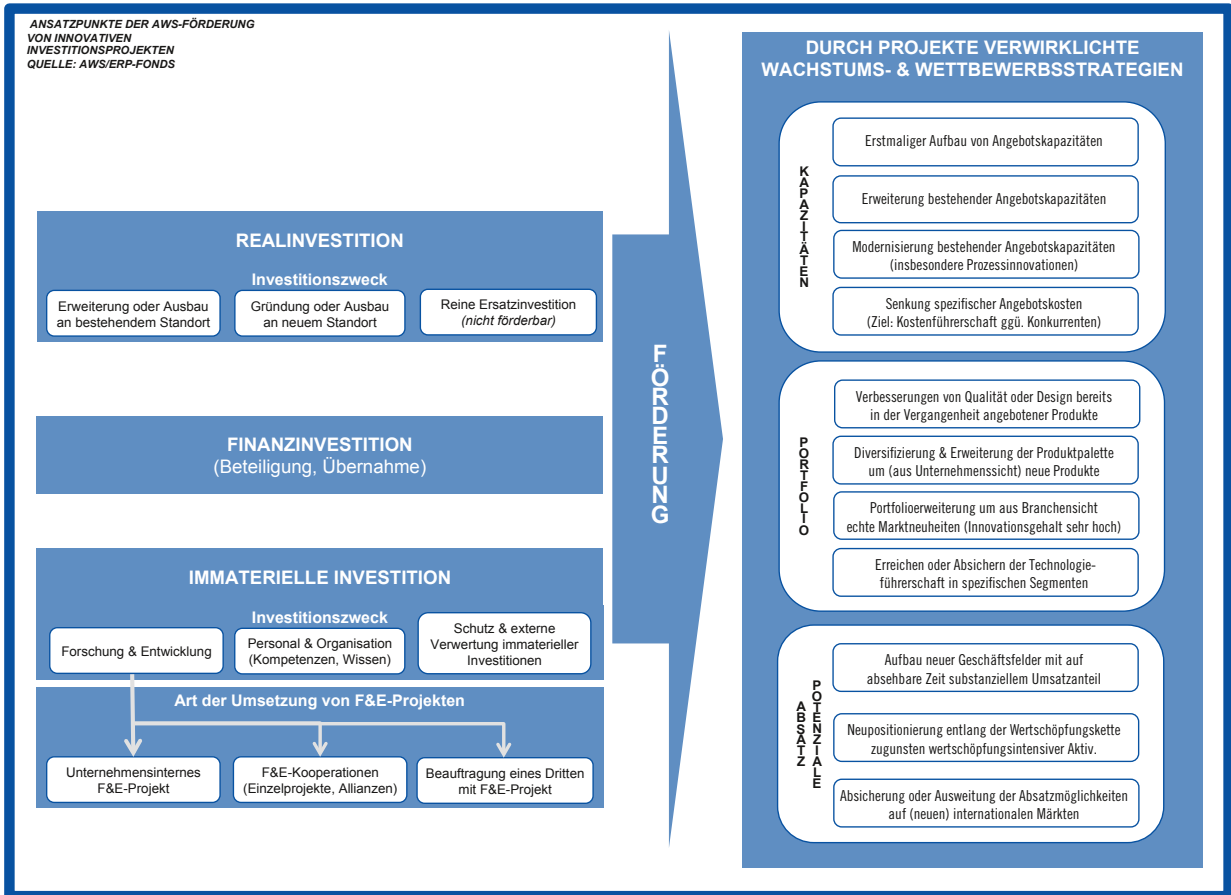 ANSATZPUNKTE DER AWS-FÖRDERUNG
VON INNOVATIVEN
INVESTITIONSPROJEKTEN
QUELLE: AWS/ERP-FONDS
REALINVESTITION
Investitionszweck
Erweiterung oder Ausbau
an bestehendem Standort
Gründung oder Ausbau
an neuem Standort
Reine Ersatzinvestition
(nicht förderbar)
FINANZINVESTITION
(Beteiligung, Übernahme)
IMMATERIELLE INVESTITION
Investitionszweck
Forschung & Entwicklung
Personal & Organisation
(Kompetenzen, Wissen)
Schutz & externe
Verwertung immaterieller
Investitionen
Art der Umsetzung von F&E-Projekten
Unternehmensinternes
F&E-Projekt
F&E-Kooperationen
(Einzelprojekte, Allianzen)
Beauftragung eines Dritten
mit F&E-Projekt
FÖRDERUNG
DURCH PROJEKTE VERWIRKLICHTE
WACHSTUMS- & WETTBEWERBSSTRATEGIEN
KAPAZITÄTEN
Erstmaliger Aufbau von Angebotskapazitäten
Erweiterung bestehender Angebotskapazitäten
Modernisierung bestehender Angebotskapazitäten
(insbesondere Prozessinnovationen)
Senkung spezifischer Angebotskosten
(Ziel: Kostenführerschaft ggü. Konkurrenten)
PORTFOLIO
Verbesserungen von Qualität oder Design bereits
in der Vergangenheit angebotener Produkte
Diversifizierung & Erweiterung der Produktpalette
um (aus Unternehmenssicht) neue Produkte
Portfolioerweiterung um aus Branchensicht
echte Marktneuheiten (Innovationsgehalt sehr hoch)
Erreichen oder Absichern der Technologie-
führerschaft in spezifischen Segmenten
ABSATZ
POTENZIALE
Aufbau neuer Geschäftsfelder mit auf
absehbare Zeit substanziellem Umsatzanteil
Neupositionierung entlang der Wertschöpfungskette
zugunsten wertschöpfungsintensiver Aktiv.
Absicherung oder Ausweitung der Absatzmöglichkeiten
auf (neuen) internationalen Märkten